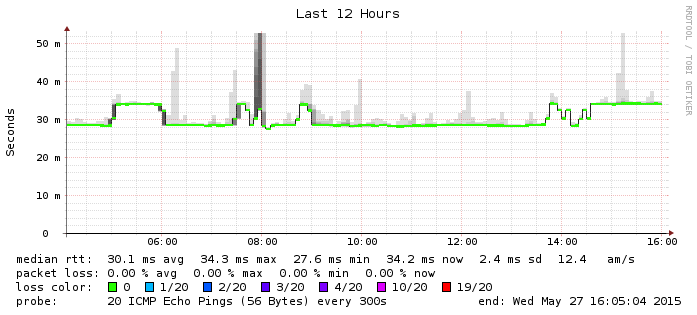 Last 12 Hours
RRDTOOL / TOBI OETIKER
Seconds
50 m
40 m
30 m
20 m
10 m
0
06:00 08:00 10:00 12:00 14:00 16:00
median rtt: 30.1 ms avg 34.3 ms max 27.6 ms min 34.2 ms now 2.4 ms sd 12.4 am/s
packet loss: 0.00 % avg 0.00 % max 0.00 % min 0.00 % now
loss color: 0 1/20 2/20 3/20 4/20 10/20 19/20
probe: 20 ICMP Echo Pings (56 Bytes) every 300s end: Wed May 27 16:05:04 2015